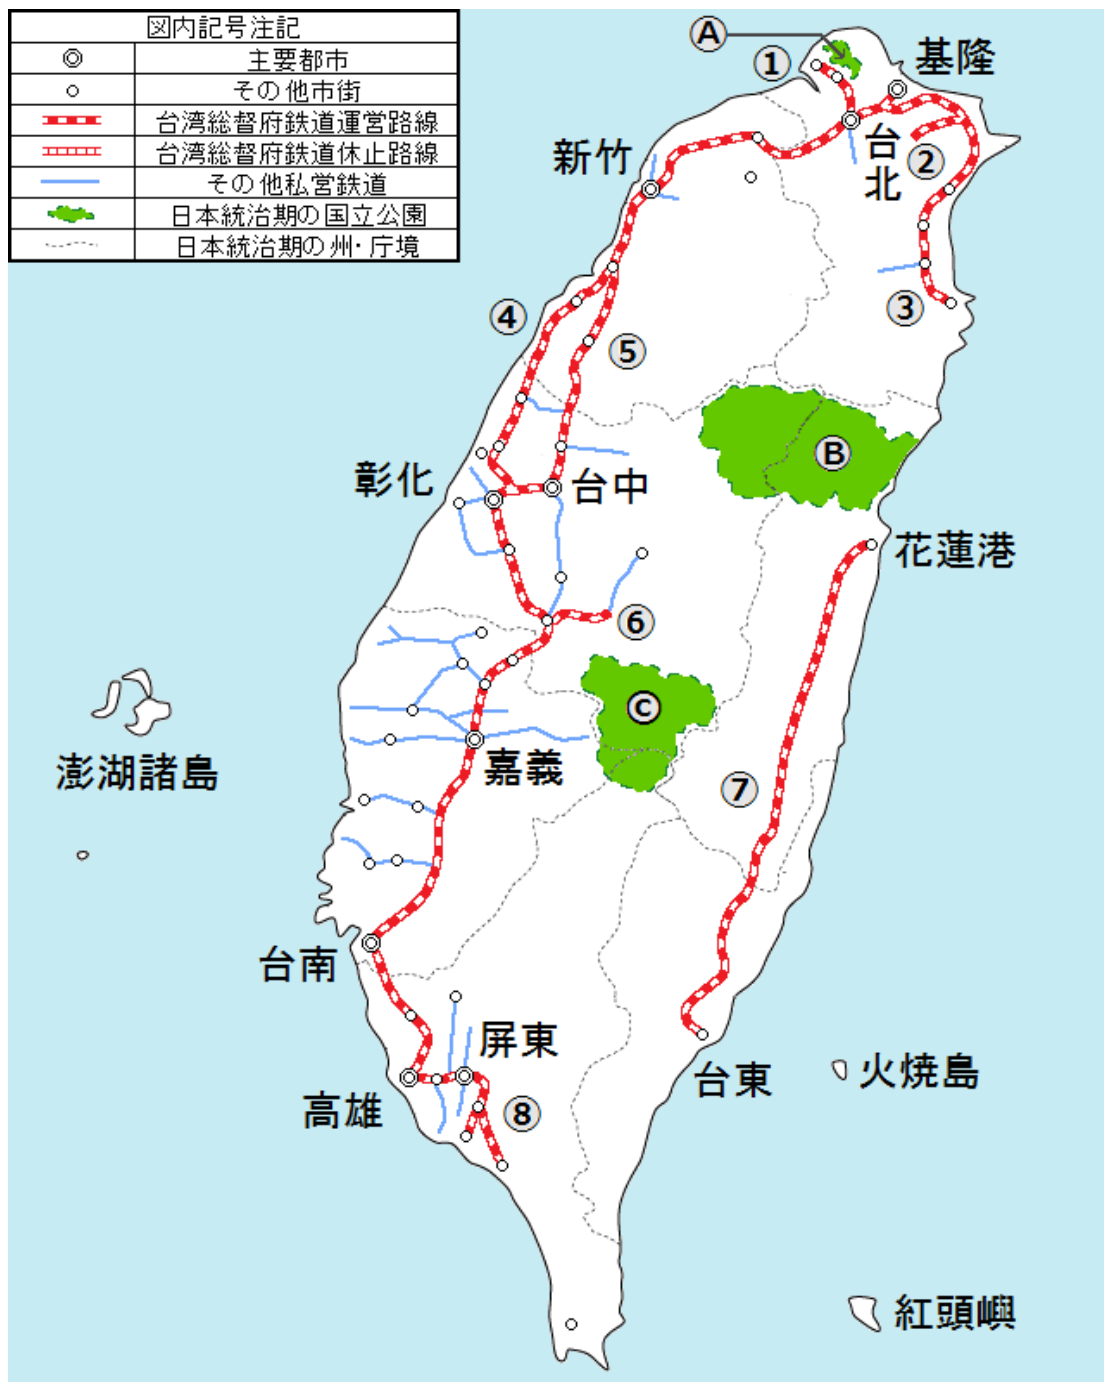 図内記号注記
主要都市
その他市街
台湾総督府鉄道運営路線
台湾総督府鉄道休止路線
その他私営鉄道
日本統治期の国立公園
日本統治期の州・庁境
A
1
基隆
台北
2
新竹
3
4
5
B
彰化
台中
花蓮港
6
C
澎湖諸島
嘉義
7
台南
屏東
台東
火焼島
高雄
8
紅頭嶼